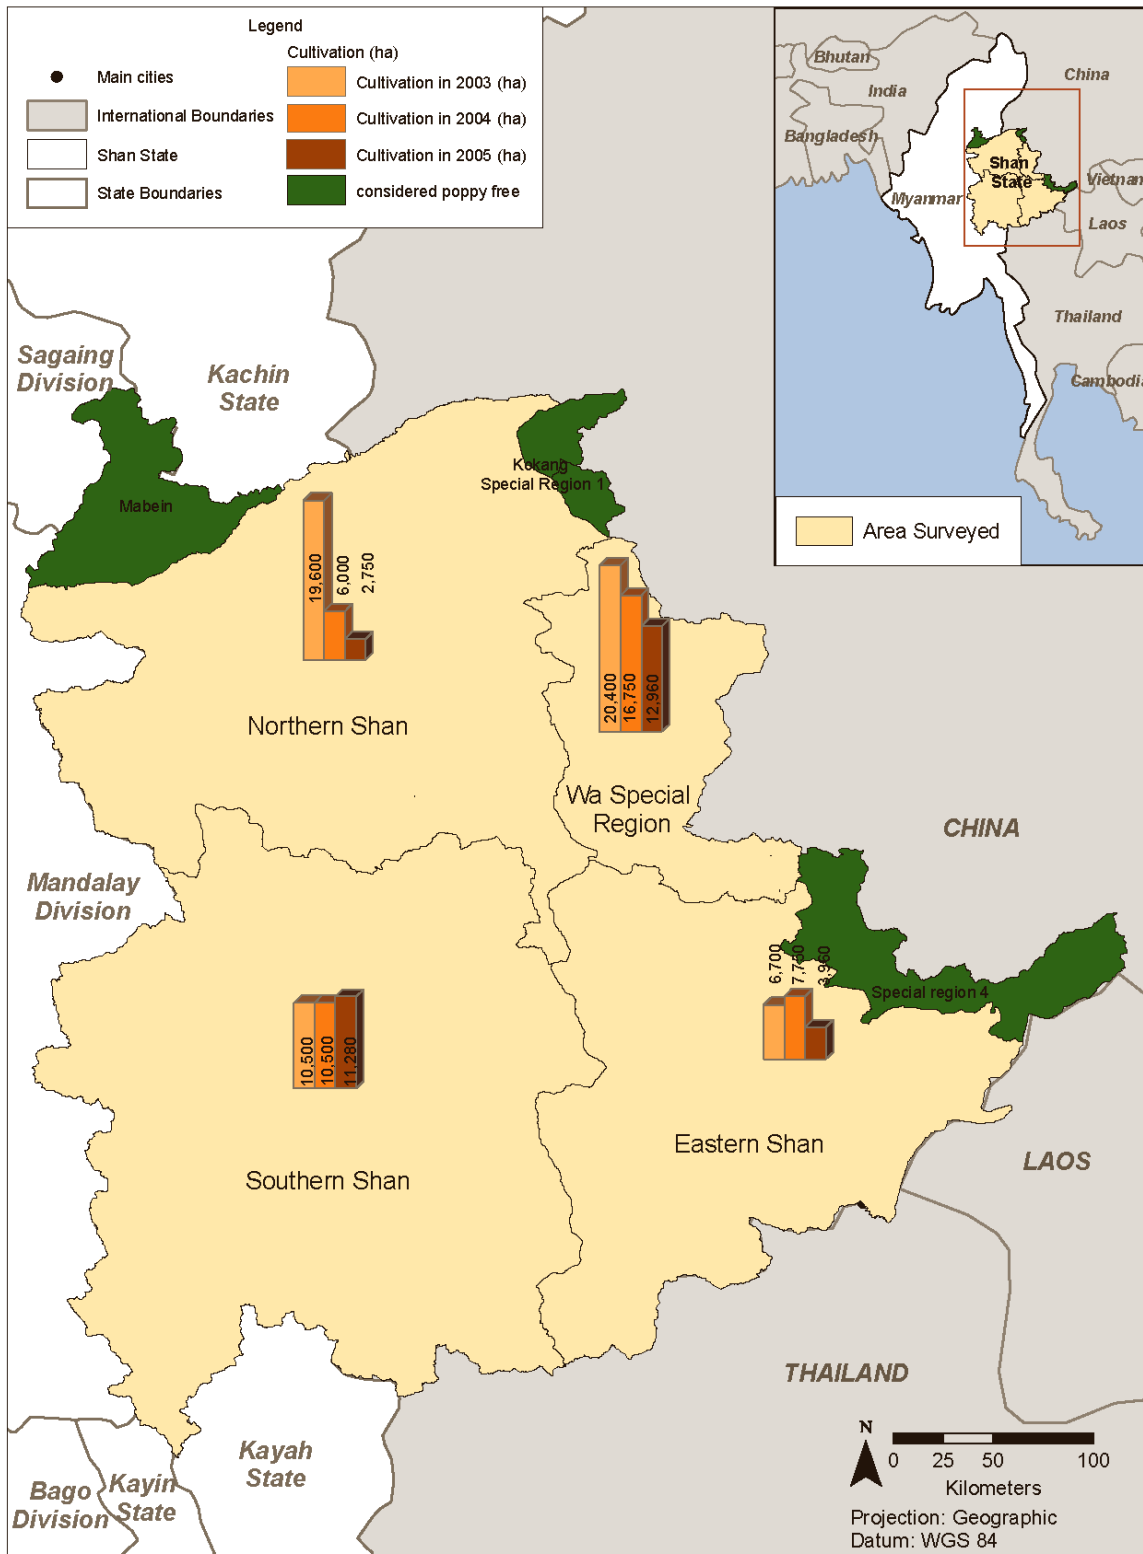 Legend
Main cities
International Boundaries
Shan State
State Boundaries
Cultivation (ha)
Cultivation in 2003 (ha)
Cultivation in 2004 (ha)
Cultivation in 2005 (ha)
considered poppy free
Bhutan
India
China
Bangladesh
Myanmar
Shan
State
Vietnam
Laos
Thailand
Cambodia
Area Surveyed
Sagaing
Division
Kachin
State
Mabein
Kokang
Special Region 1
19,600
6,000
2,750
Northern Shan
20,400
16,750
12,960
Wa Special
Region
CHINA
Mandalay
Division
6,700
7,750
3,960
Special region 4
10,500
10,500
11,280
Eastern Shan
Southern Shan
LAOS
THAILAND
Kayah
State
Kayin
State
Bago
Division
N
0 25 50 100
Kilometers
Projection: Geographic
Datum: WGS 84